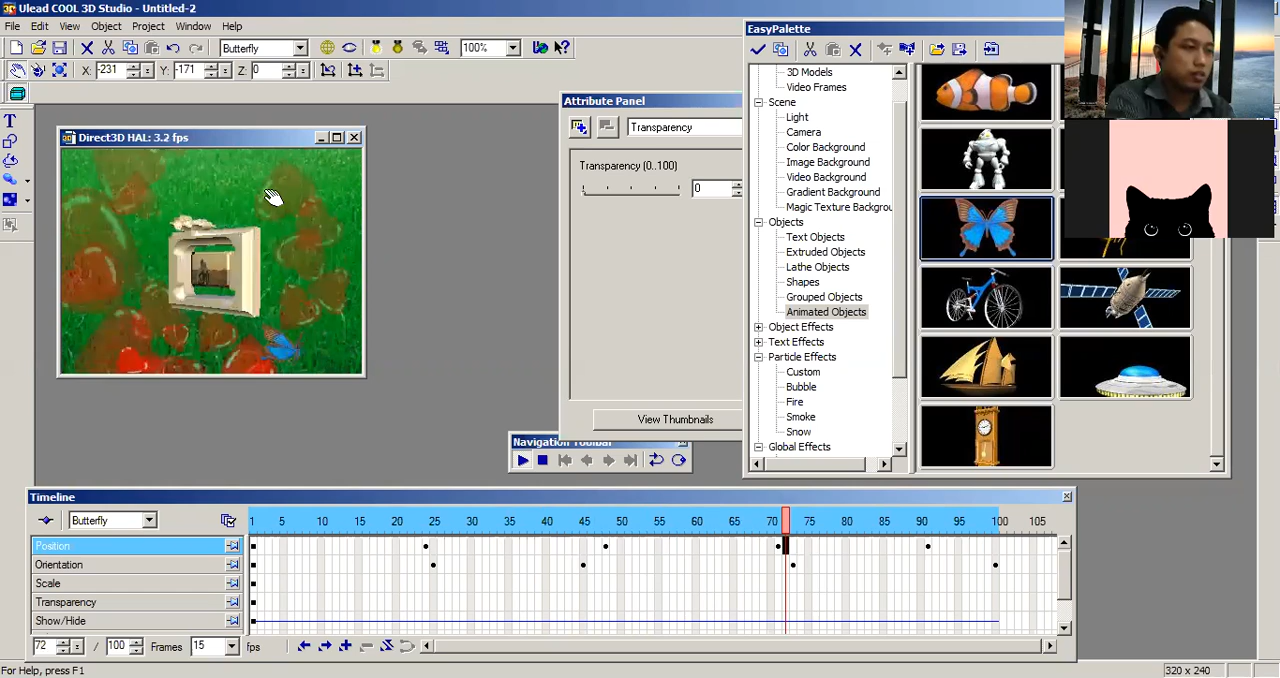 Ulead COOL 3D Studio - Untitled-2
File Edit View Object Project Window Help
Butterfly 100%
X: -231 Y: -171 Z: 0
Direct3D HAL: 3.2 fps
Attribute Panel
Transparency
Transparency (0..100)
0
View Thumbnails
Navigation Toolbar
EasyPalette
3D Models
Video Frames
Scene
Light
Camera
Color Background
Image Background
Video Background
Gradient Background
Magic Texture Backgrou
Objects
Text Objects
Extruded Objects
Lathe Objects
Shapes
Grouped Objects
Animated Objects
Object Effects
Text Effects
Particle Effects
Custom
Bubble
Fire
Smoke
Snow
Global Effects
Timeline
Butterfly 1 5 10 15 20 25 30 35 40 45 50 55 60 65 70 75 80 85 90 95 100 105
Position
Orientation
Scale
Transparency
Show/Hide
72 / 100 Frames 15 fps
For Help, press F1 320 x 240